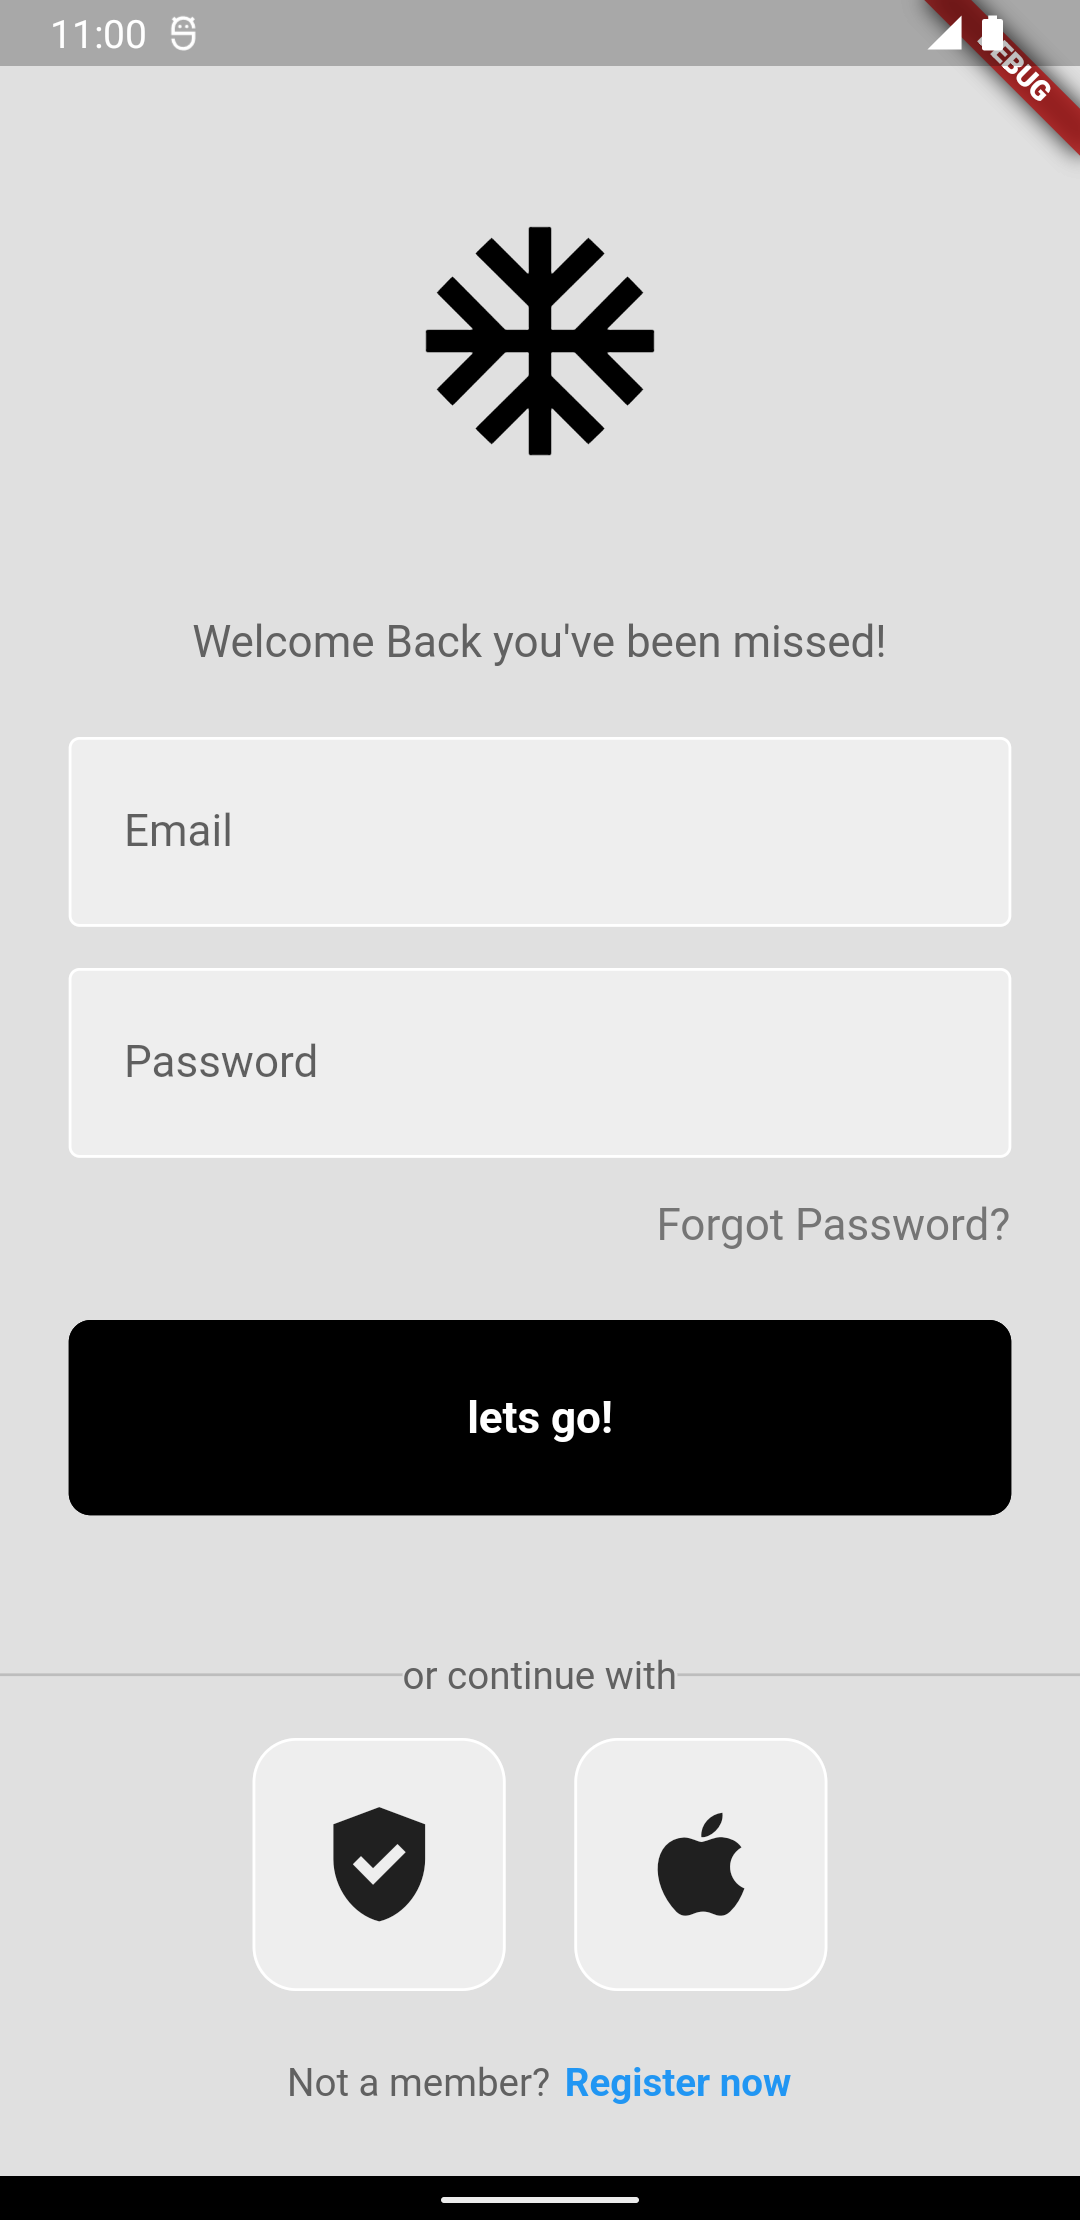 11:00
DEBUG
Welcome Back you've been missed!
Email
Password
Forgot Password?
lets go!
or continue with
Not a member? Register now